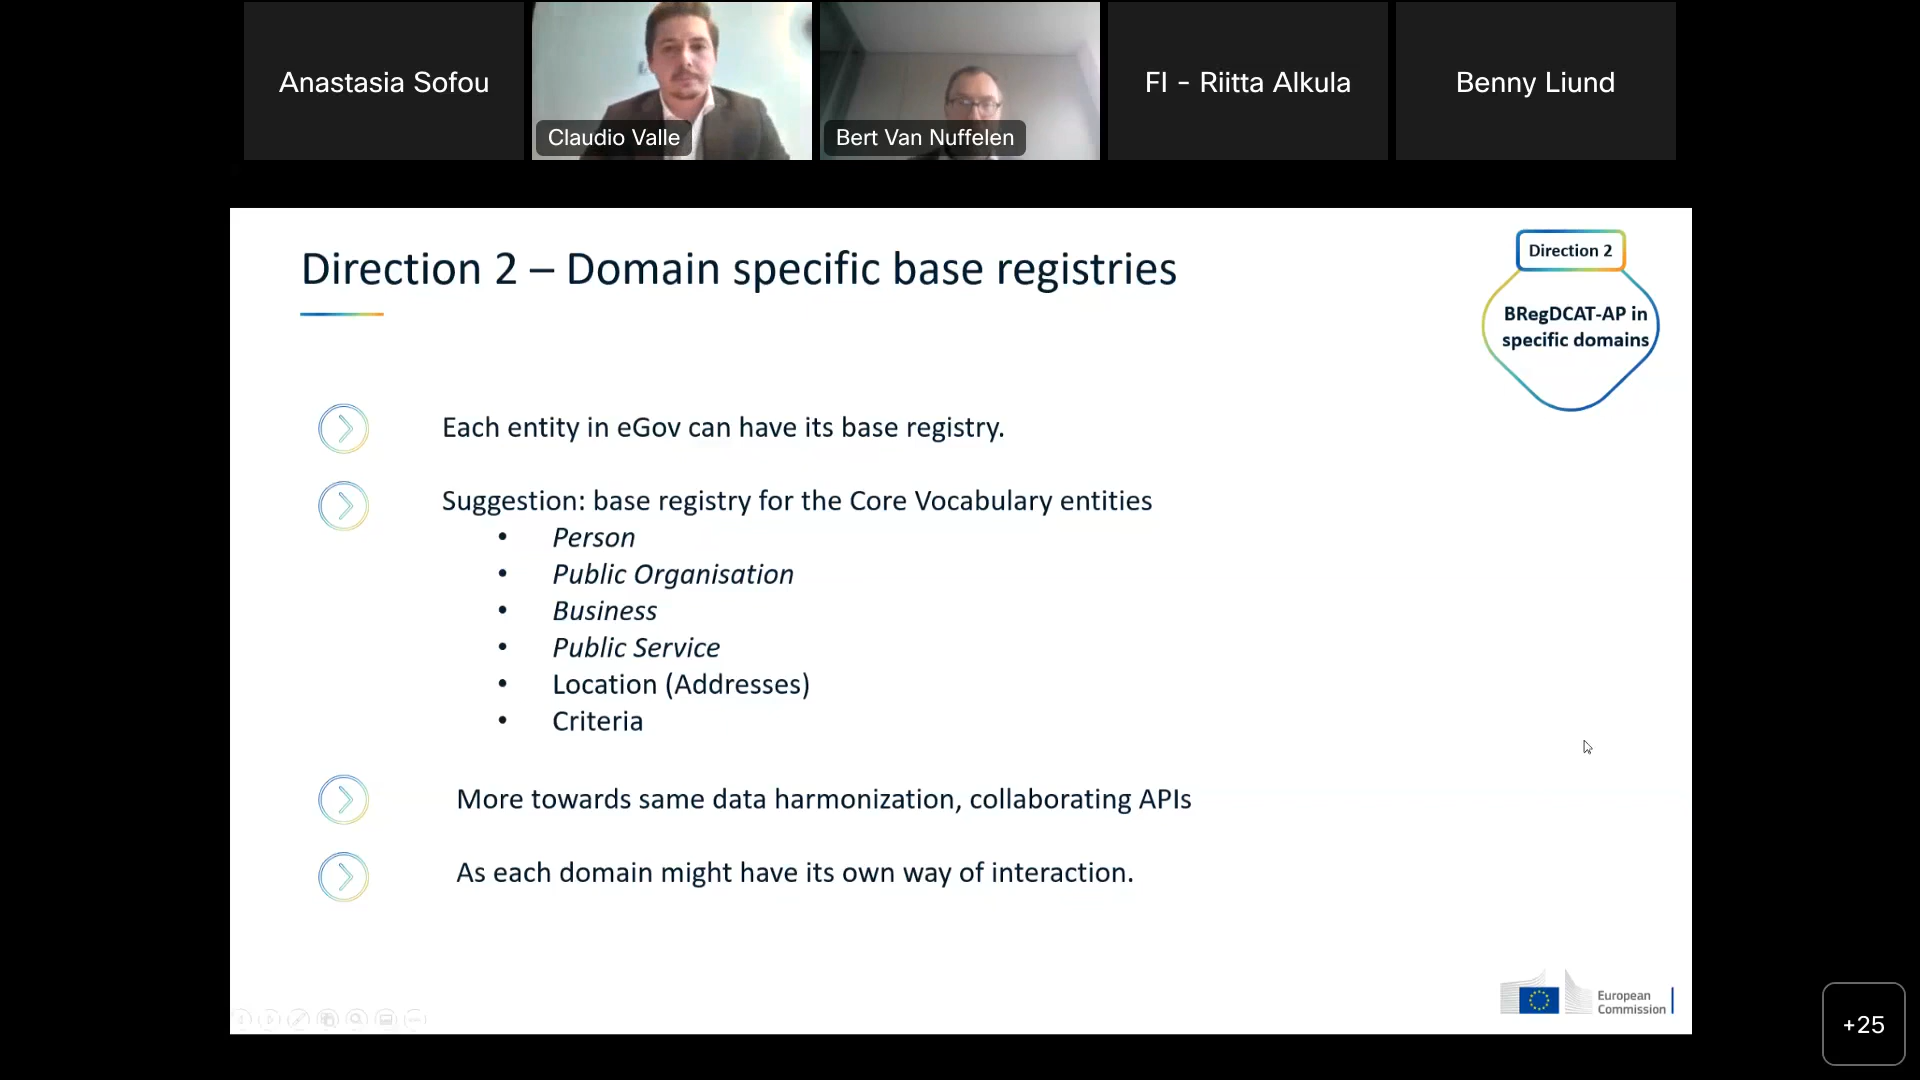 Anastasia Sofou
Claudio Valle
Bert Van Nuffelen
FI - Riitta Alkula
Benny Liund
Direction 2 – Domain specific base registries
Direction 2
BRegDCAT-AP in
specific domains
Each entity in eGov can have its base registry.
Suggestion: base registry for the Core Vocabulary entities
• Person
• Public Organisation
• Business
• Public Service
• Location (Addresses)
• Criteria
More towards same data harmonization, collaborating APIs
As each domain might have its own way of interaction.
European
Commission
+25